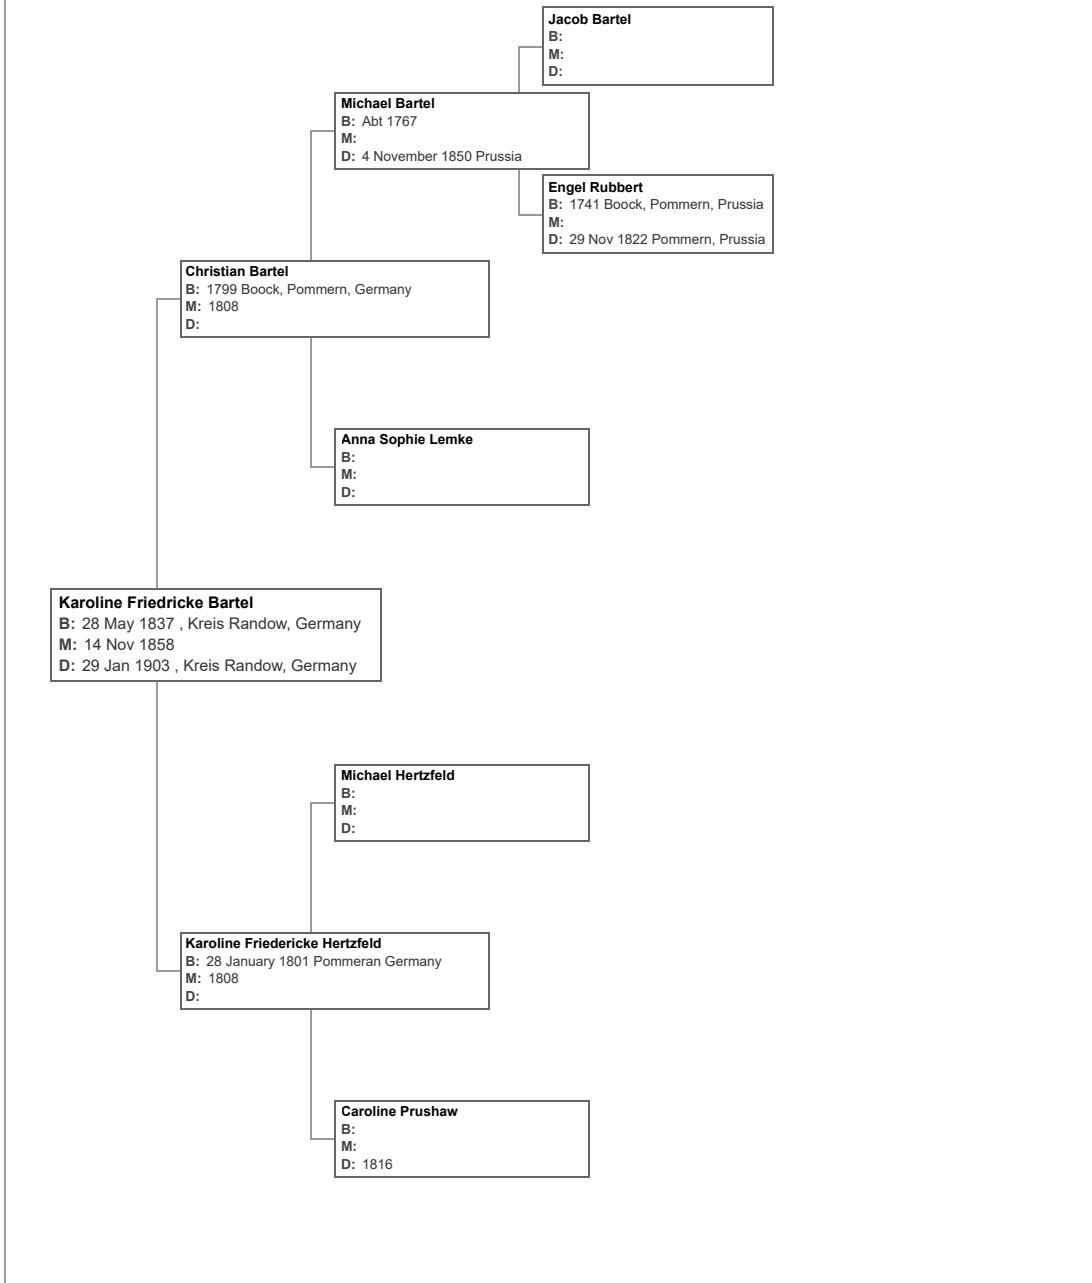 Jacob Bartel
B:
M:
D:
Michael Bartel
B: Abt 1767
M:
D: 4 November 1850 Prussia
Engel Rubbert
B: 1741 Boock, Pommern, Prussia
M:
D: 29 Nov 1822 Pommern, Prussia
Christian Bartel
B: 1799 Boock, Pommern, Germany
M: 1808
D:
Anna Sophie Lemke
B:
M:
D:
Karoline Friedricke Bartel
B: 28 May 1837 , Kreis Randow, Germany
M: 14 Nov 1858
D: 29 Jan 1903 , Kreis Randow, Germany
Michael Hertzfeld
B:
M:
D:
Karoline Friedericke Hertzfeld
B: 28 January 1801 Pommeran Germany
M: 1808
D:
Caroline Prushaw
B:
M:
D: 1816